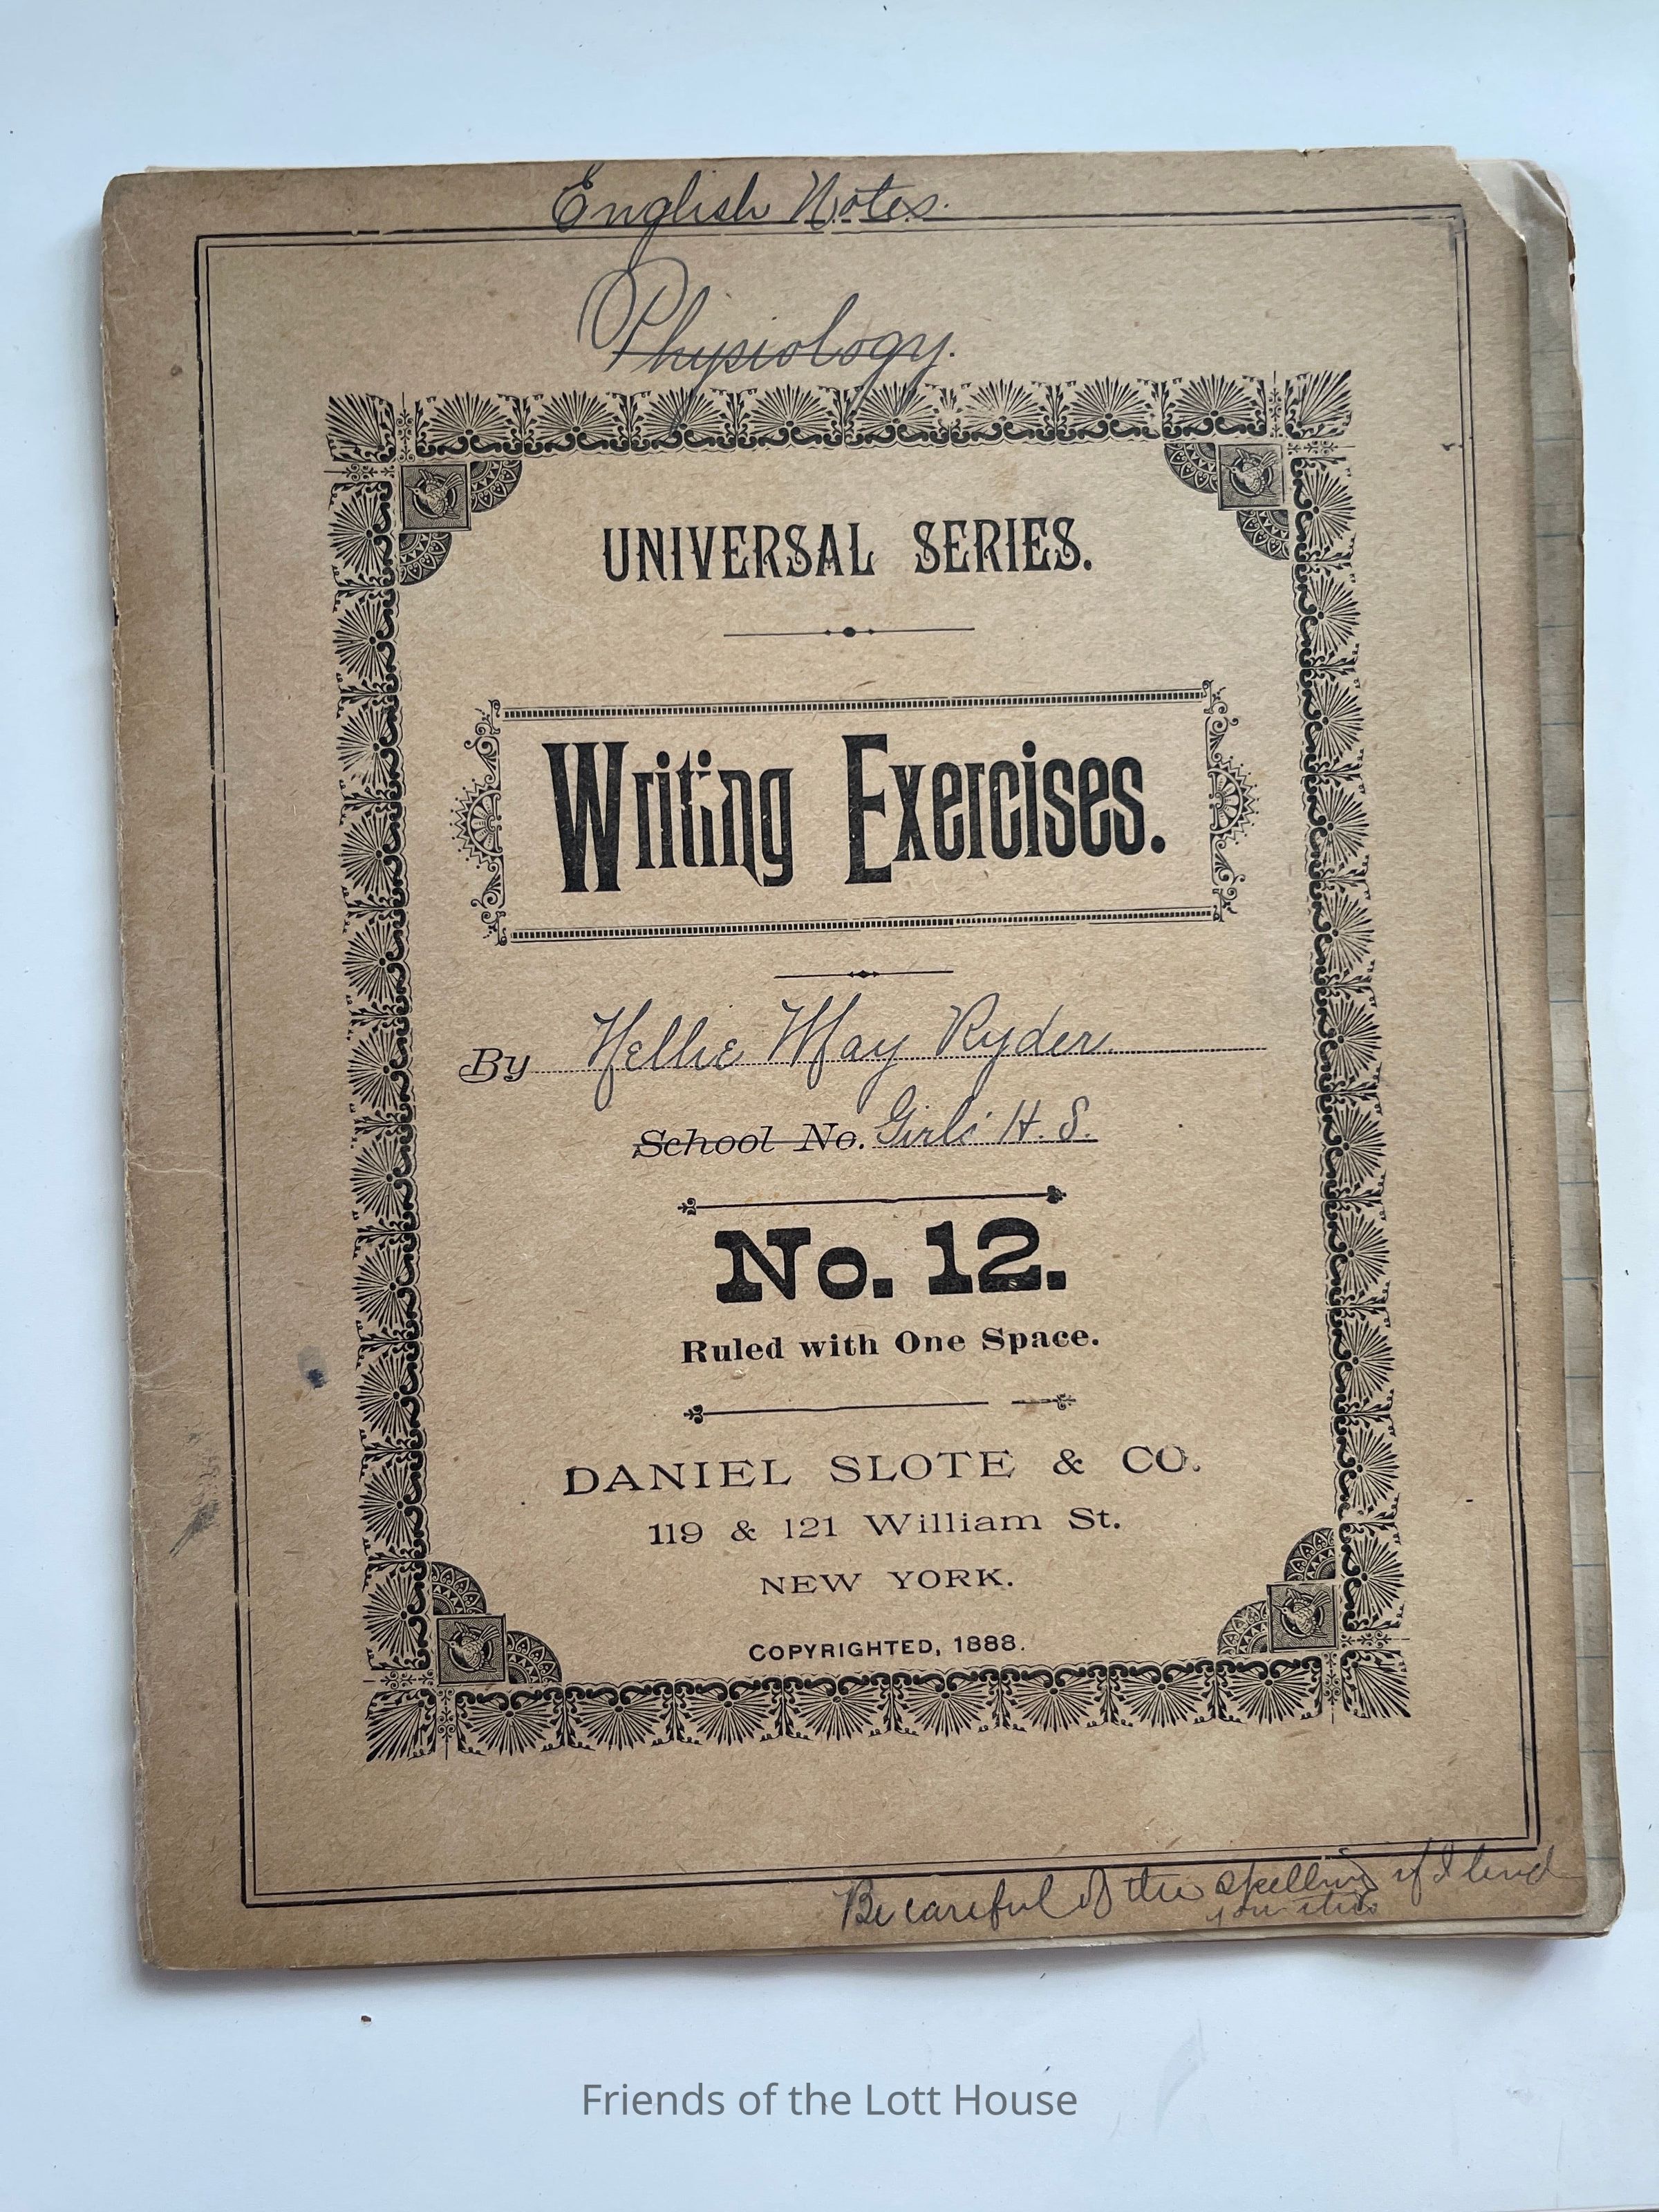 English Notes.
Physiology.
UNIVERSAL SERIES.
Writing Exercises.
By Nellie May Ryder.
School No. Girls' H. S.
No. 12.
Ruled with One Space.
DANIEL SLOTE & CO.
119 & 121 William St.
NEW YORK.
COPYRIGHTED, 1888.
Be careful of the spelling if I lend
Friends of the Lott House